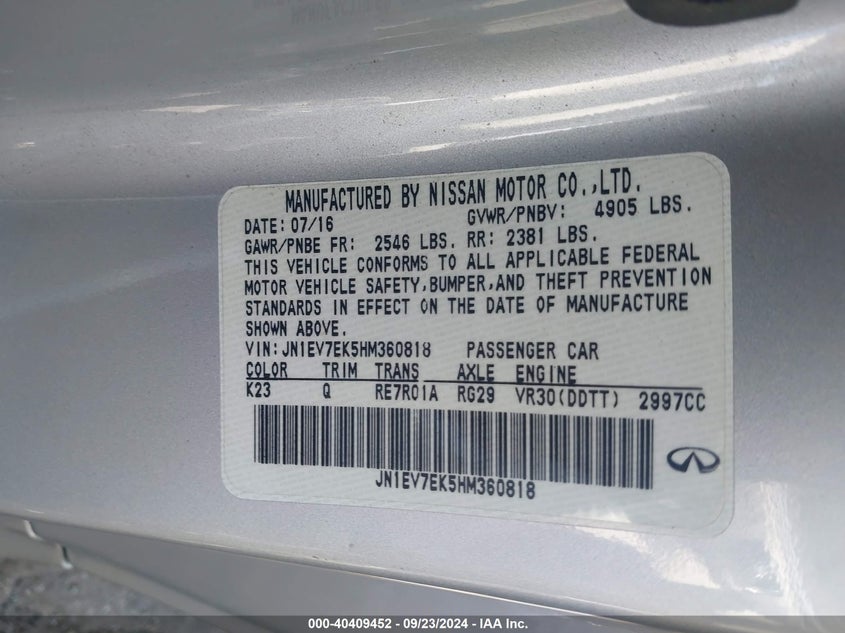 MANUFACTURED BY NISSAN MOTOR CO.,LTD.
DATE: 07/16 GVWR/PNBV: 4905 LBS.
GAWR/PNBE FR: 2546 LBS. RR: 2381 LBS.
THIS VEHICLE CONFORMS TO ALL APPLICABLE FEDERAL
MOTOR VEHICLE SAFETY,BUMPER,AND THEFT PREVENTION
STANDARDS IN EFFECT ON THE DATE OF MANUFACTURE
SHOWN ABOVE.
VIN:JN1EV7EK5HM360818 PASSENGER CAR
COLOR TRIM TRANS AXLE ENGINE
K23 Q RE7R01A RG29 VR30(DDTT) 2997CC
JN1EV7EK5HM360818
000-40409452 - 09/23/2024 - IAA Inc.